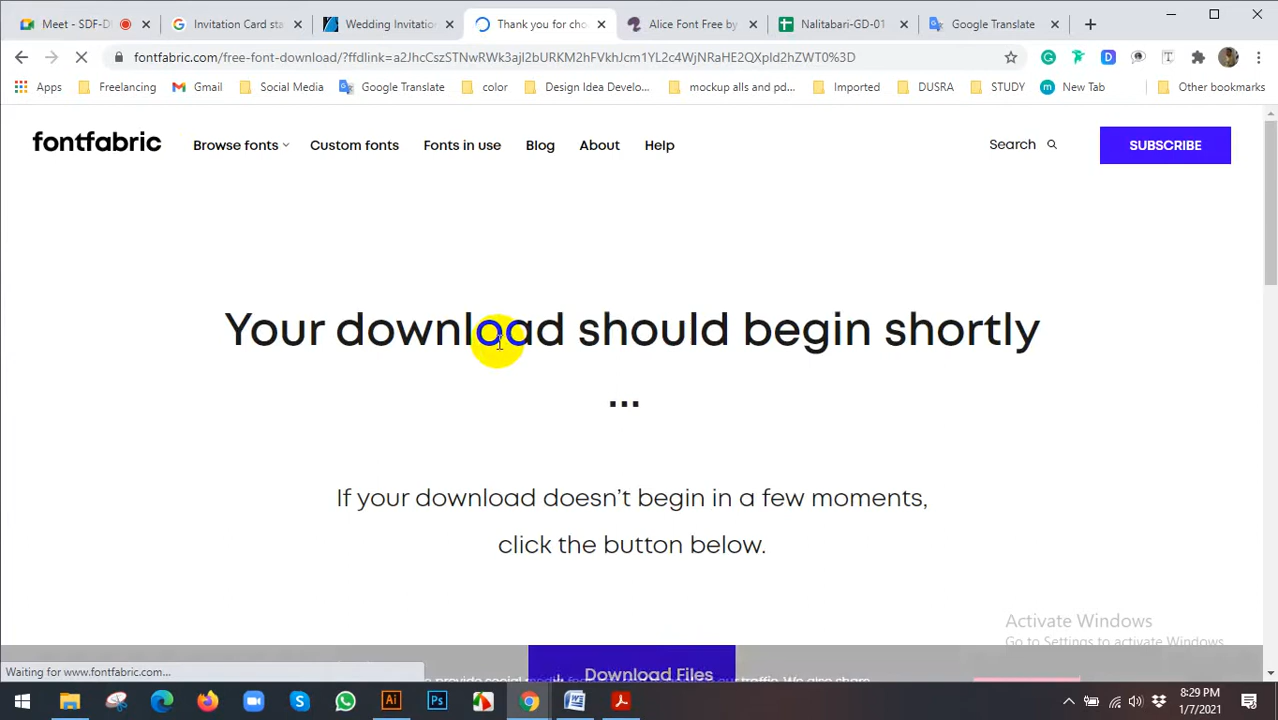 Meet - SDF-D
Invitation Card sta
Wedding Invitatio
Thank you for cho
Alice Font Free by
Nalitabari-GD-01
Google Translate
fontfabric.com/free-font-download/?ffdlink=a2JhcCszSTNwRWk3ajl2bURKM2hFVkhJcm1YL2c4WjNRaHE2QXpId2hZWT0%3D
Apps
Freelancing
Gmail
Social Media
Google Translate
color
Design Idea Develo...
mockup alls and pd...
Imported
DUSRA
STUDY
New Tab
Other bookmarks
fontfabric
Browse fonts
Custom fonts
Fonts in use
Blog
About
Help
Search
SUBSCRIBE
Your download should begin shortly
...
If your download doesn't begin in a few moments,
click the button below.
Activate Windows
Go to Settings to activate Windows.
Download Files
Waiting for www.fontfabric.com...
8:29 PM
1/7/2021